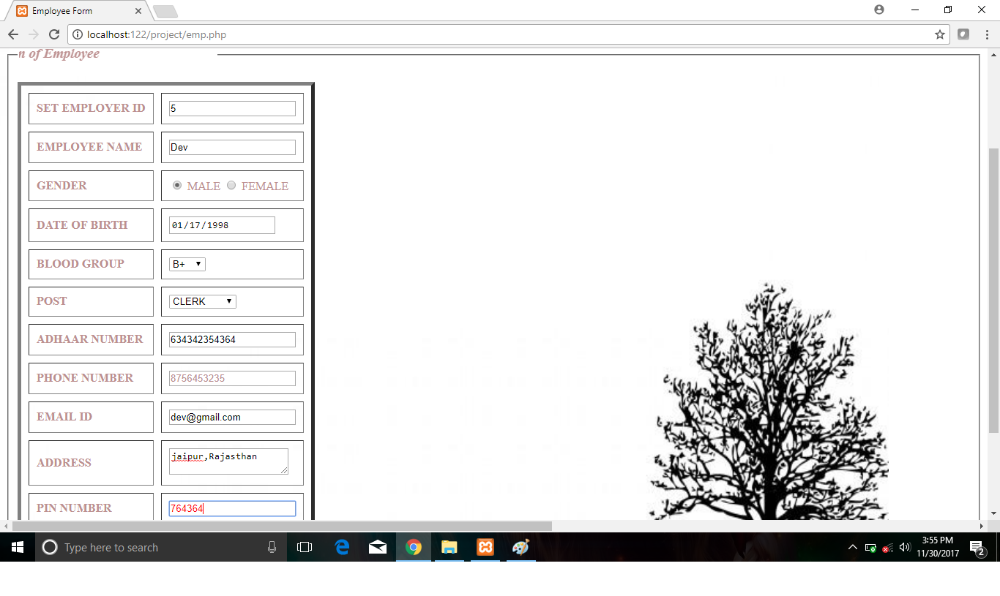 Employee Form
localhost:122/project/emp.php
n of Employee
SET EMPLOYER ID 5
EMPLOYEE NAME Dev
GENDER MALE FEMALE
DATE OF BIRTH 01/17/1998
BLOOD GROUP B+
POST CLERK
ADHAAR NUMBER 634342354364
PHONE NUMBER 8756453235
EMAIL ID dev@gmail.com
ADDRESS jaipur,Rajasthan
PIN NUMBER 764364
Type here to search
3:55 PM
11/30/2017
2